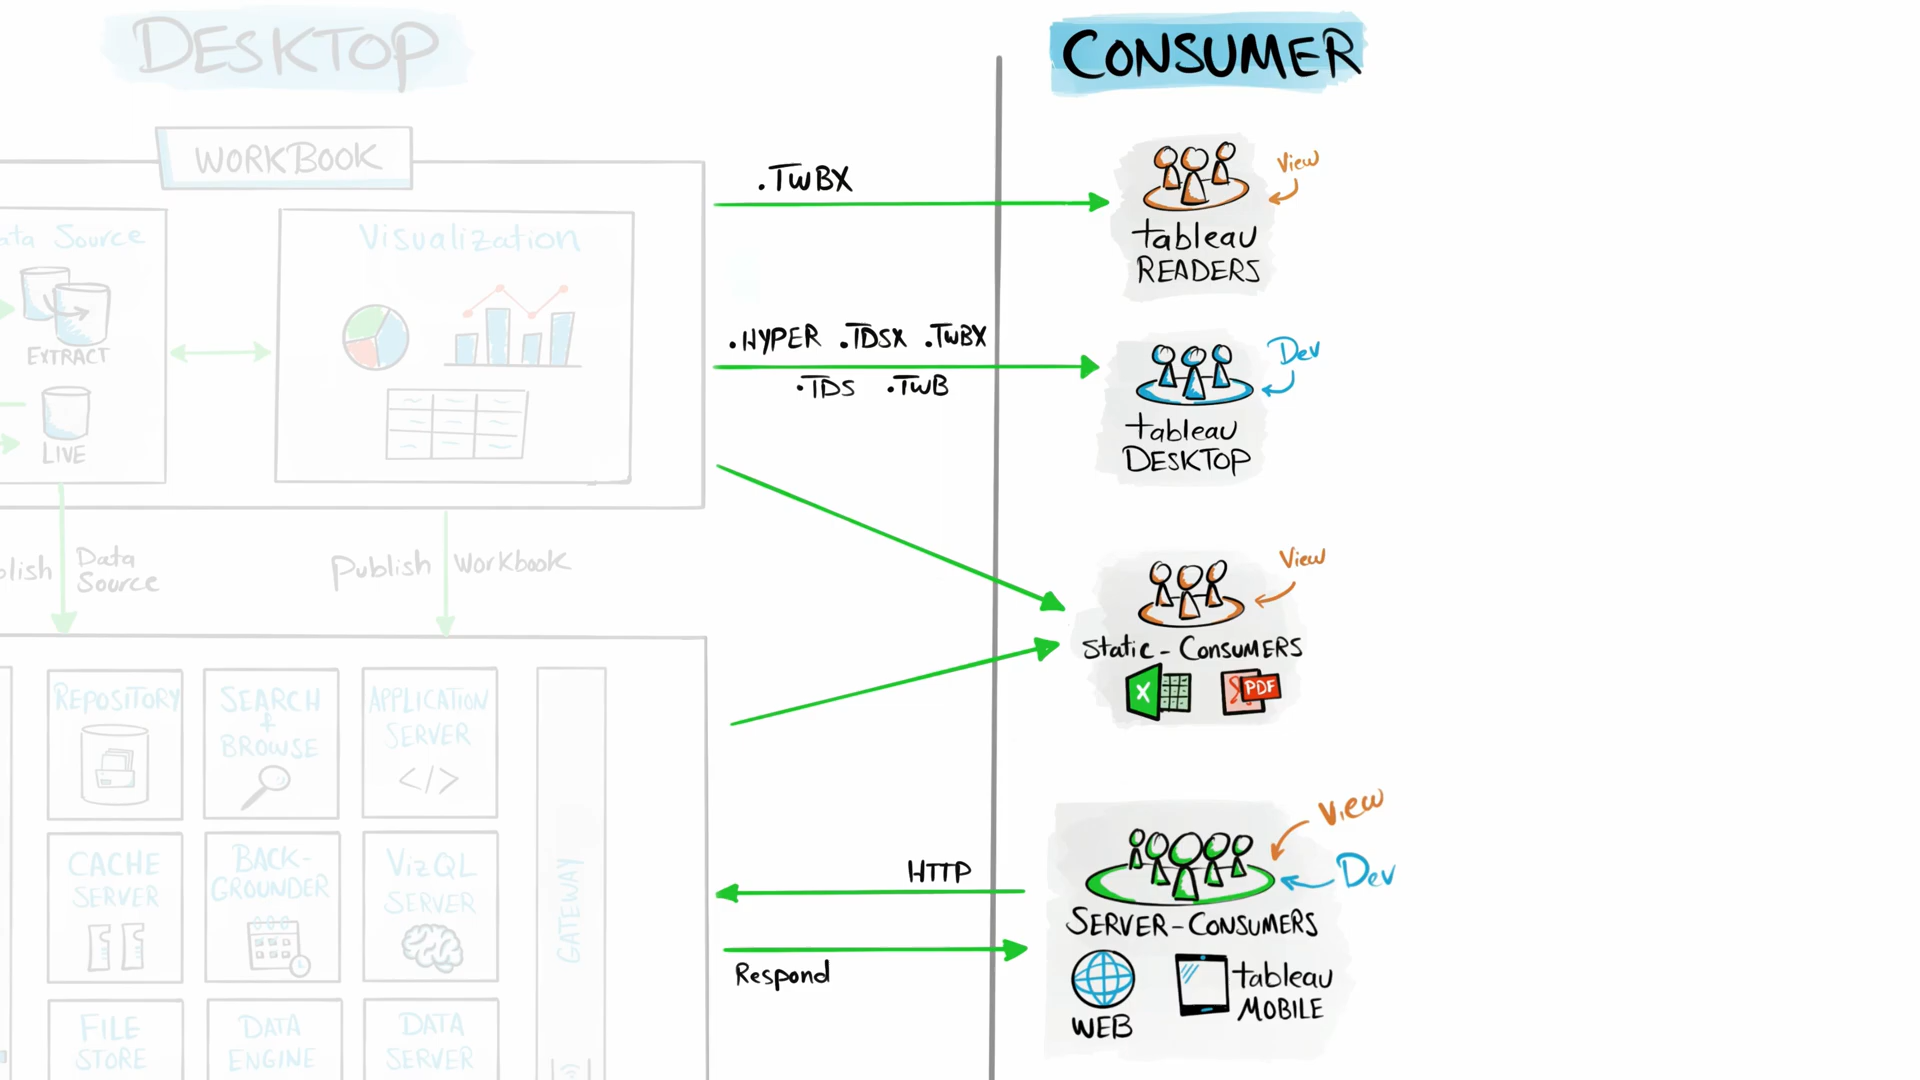 DESKTOP
WORKBOOK
ata Source
EXTRACT
LIVE
Visualization
lish
Data
Source
Publish Workbook
REPOSITORY
SEARCH
&
BROWSE
APPLICATION
SERVER
</>
CACHE
SERVER
BACK-
GROUNDER
VizQL
SERVER
GATEWAY
FILE
STORE
DATA
ENGINE
DATA
SERVER
CONSUMER
.TWBX
View
tableau
READERS
.HYPER .TDSX .TWBX
.TDS .TWB
Dev
tableau
DESKTOP
View
Static-Consumers
X
PDF
View
Dev
HTTP
Respond
SERVER-CONSUMERS
WEB
tableau
MOBILE